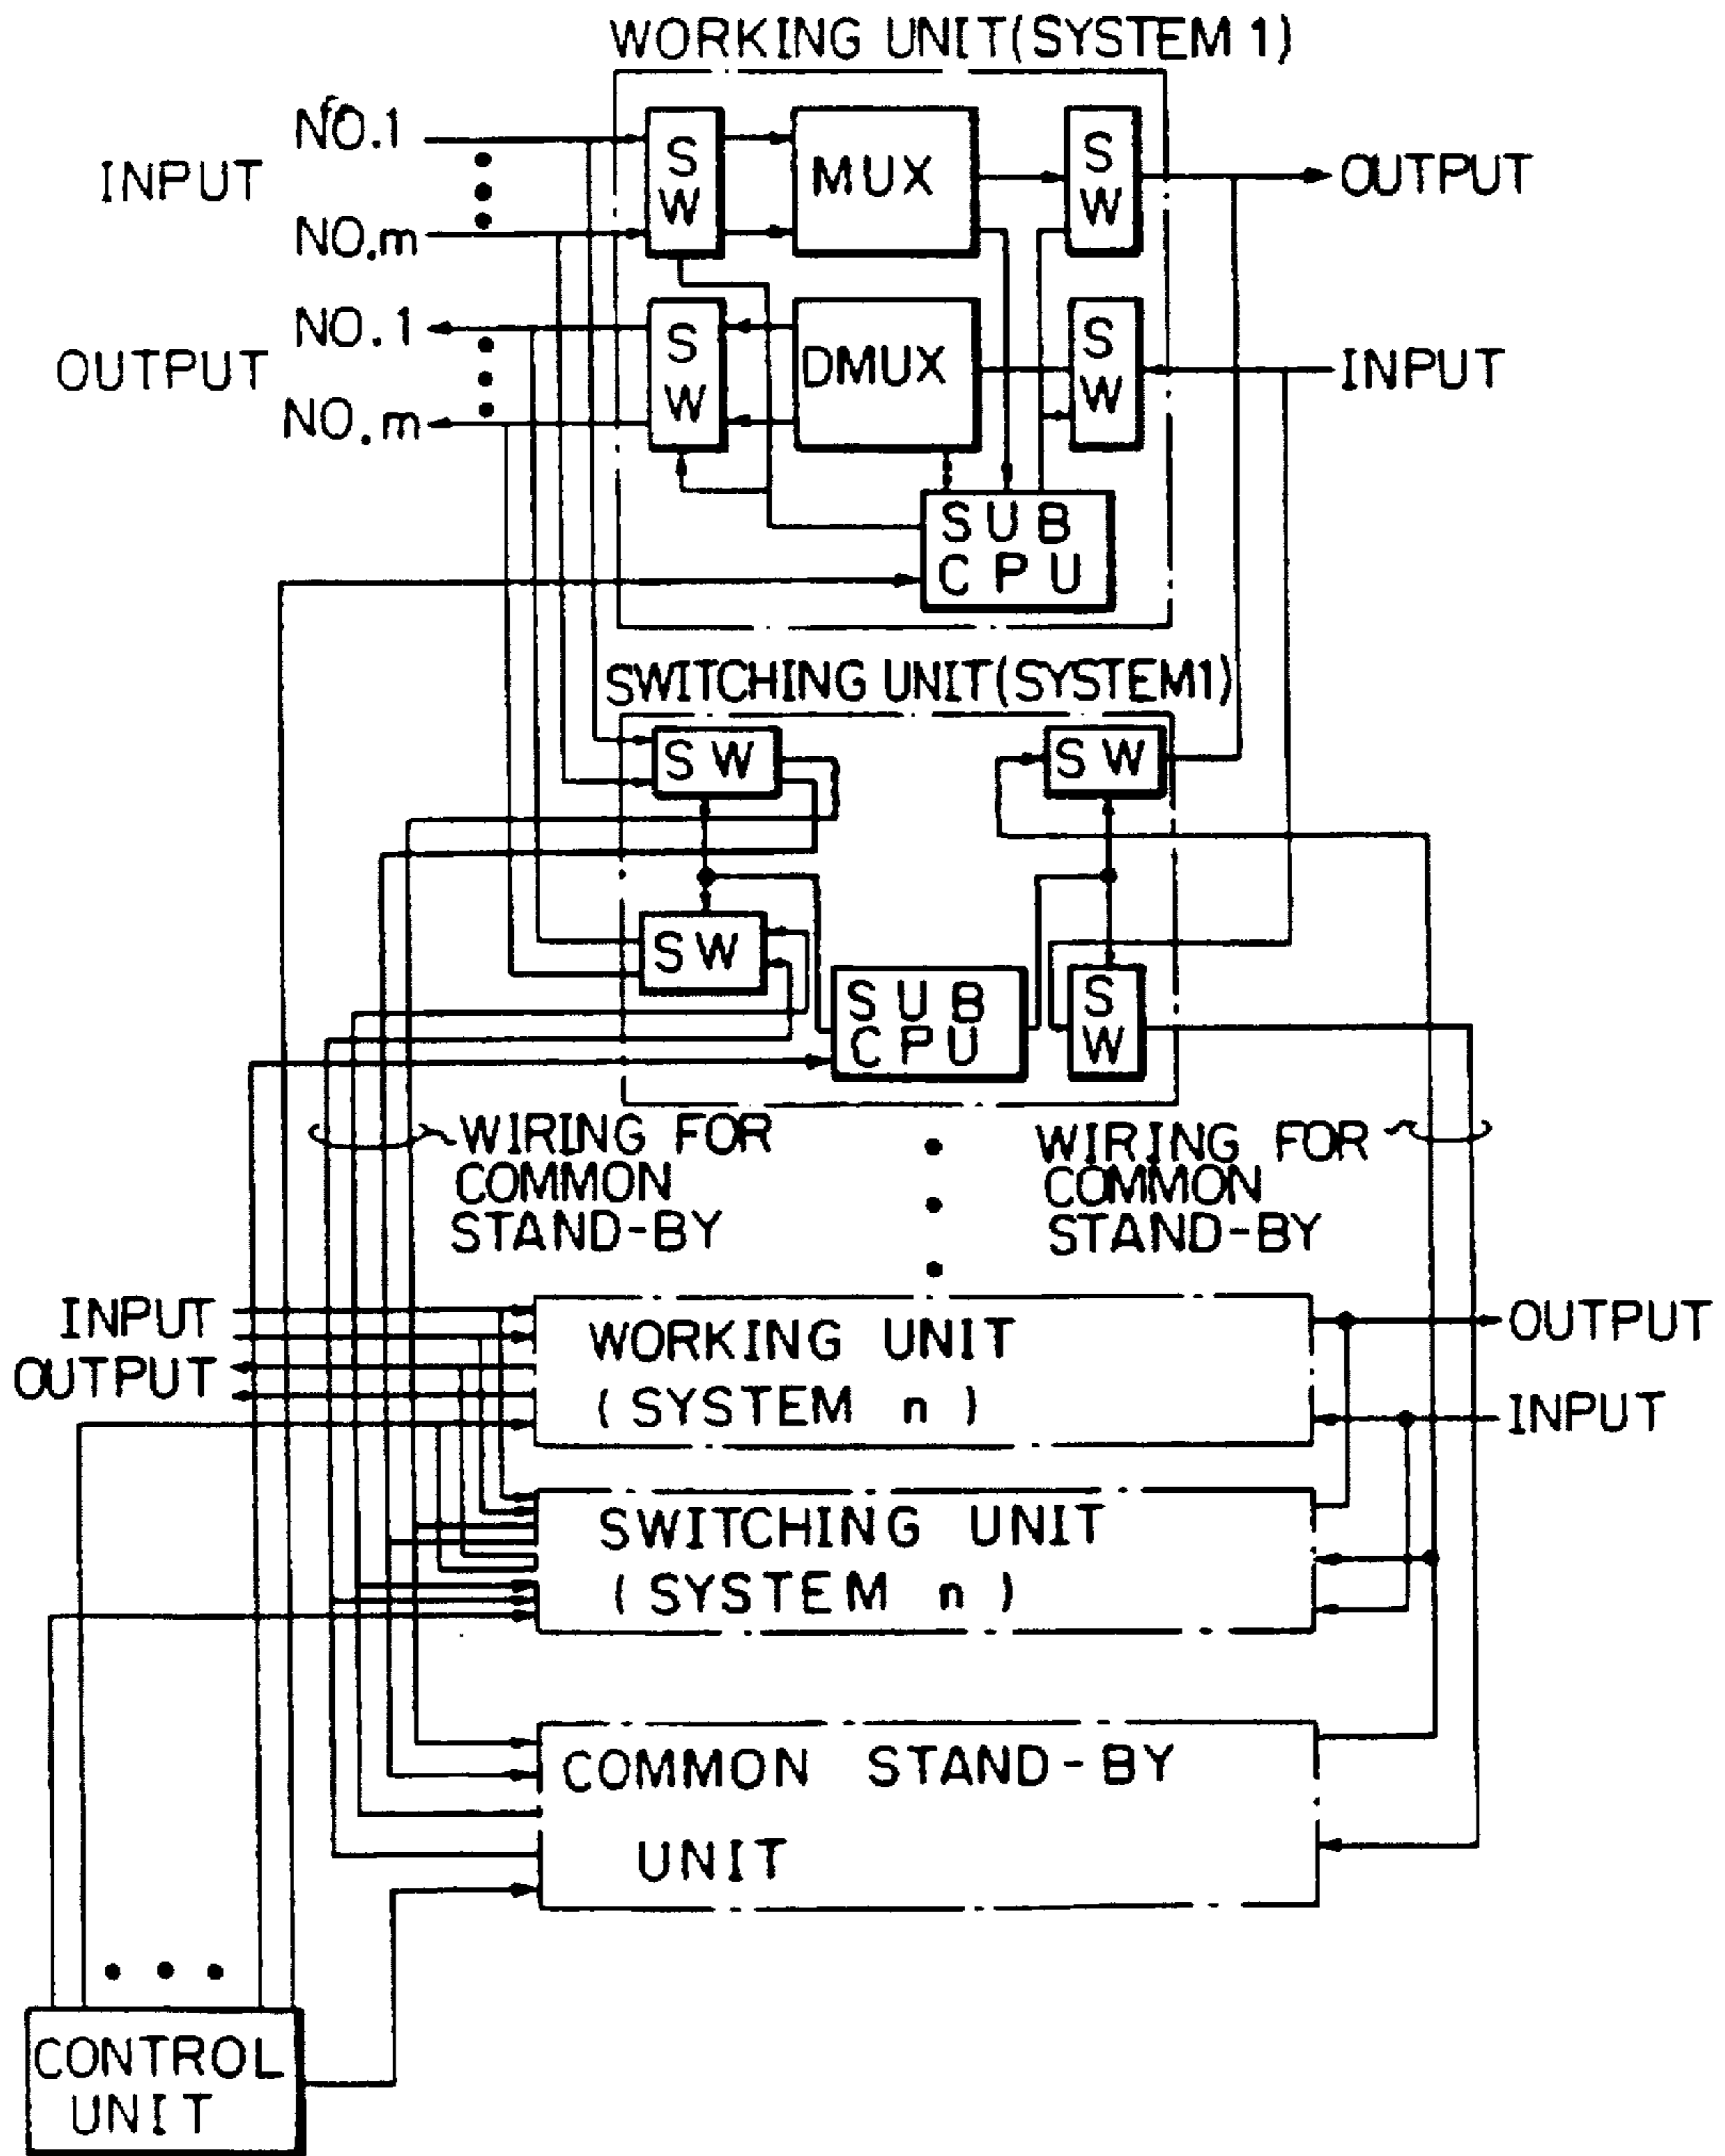 WORKING UNIT(SYSTEM 1)
NO.1
INPUT
NO.m
S
W
MUX
S
W
OUTPUT
NO.1
OUTPUT
NO.m
S
W
DMUX
S
W
INPUT
SUB
CPU
SWITCHING UNIT(SYSTEM1)
SW
SW
SW
SUB
CPU
S
W
WIRING FOR
COMMON
STAND-BY
WIRING FOR
COMMON
STAND-BY
INPUT
OUTPUT
WORKING UNIT
(SYSTEM n)
OUTPUT
INPUT
SWITCHING UNIT
(SYSTEM n)
COMMON STAND-BY
UNIT
CONTROL
UNIT